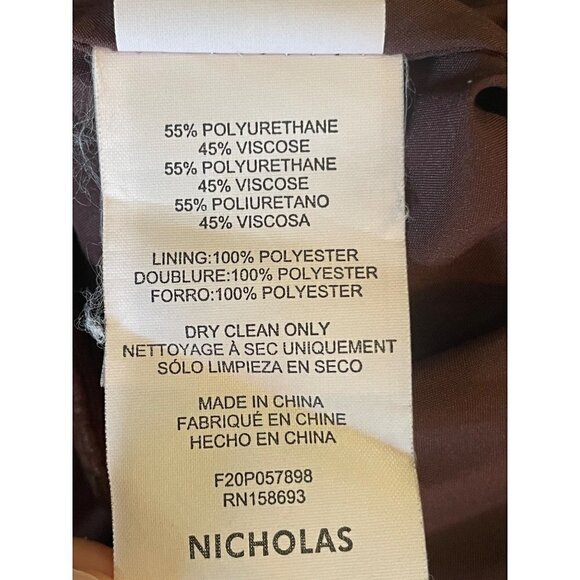 55% POLYURETHANE
45% VISCOSE
55% POLYURETHANE
45% VISCOSE
55% POLIURETANO
45% VISCOSA
LINING:100% POLYESTER
DOUBLURE:100% POLYESTER
FORRO:100% POLYESTER
DRY CLEAN ONLY
NETTOYAGE À SEC UNIQUEMENT
SÓLO LIMPIEZA EN SECO
MADE IN CHINA
FABRIQUÉ EN CHINE
HECHO EN CHINA
F20P057898
RN158693
NICHOLAS